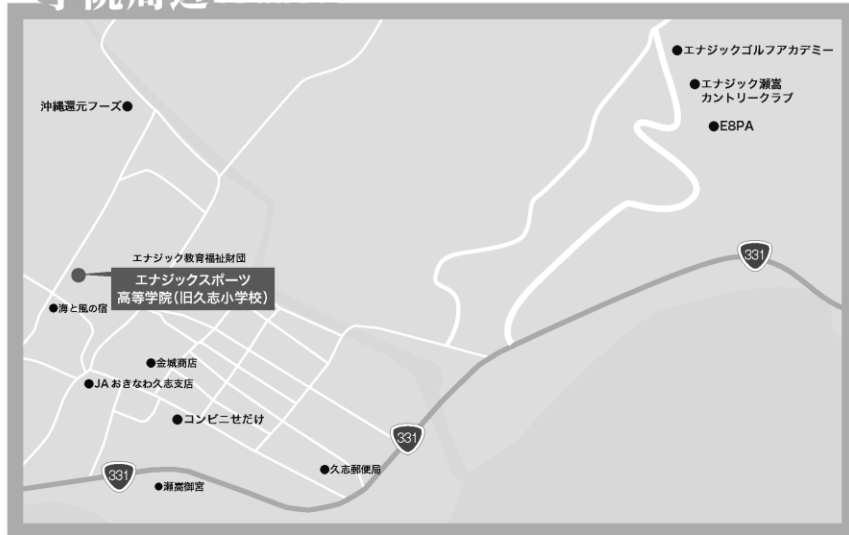 学院周辺
●エナジックゴルフアカデミー
●エナジック瀬嵩
カントリークラブ
●E8PA
沖縄還元フーズ●
331
エナジック教育福祉財団
エナジックスポーツ
高等学院(旧久志小学校)
●海と風の宿
●金城商店
●JAおきなわ久志支店
●コンビニせだけ
331
●久志郵便局
331
●瀬嵩御宮